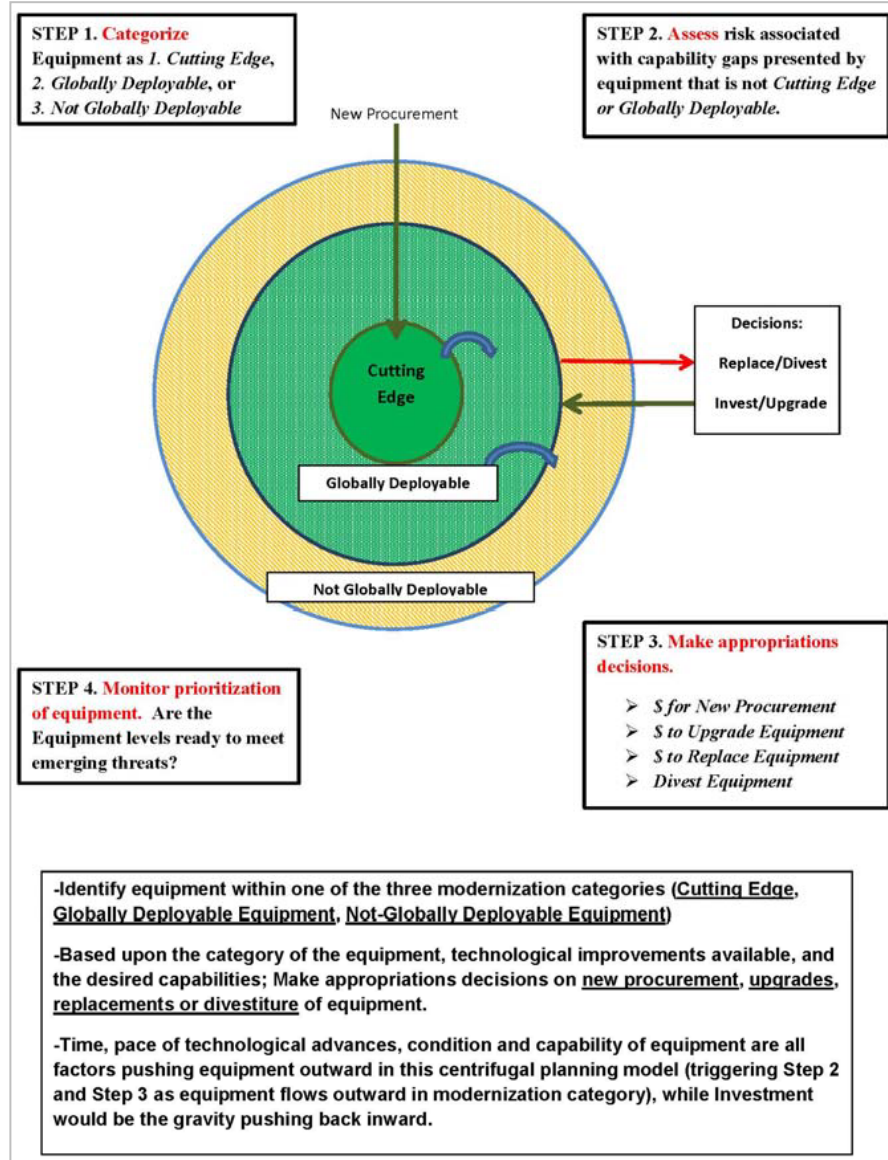 STEP 1. Categorize
Equipment as 1. Cutting Edge,
2. Globally Deployable, or
3. Not Globally Deployable
STEP 2. Assess risk associated
with capability gaps presented by
equipment that is not Cutting Edge
or Globally Deployable.
New Procurement
Cutting
Edge
Decisions:
Replace/Divest
Invest/Upgrade
Globally Deployable
Not Globally Deployable
STEP 3. Make appropriations
decisions.
➢ $ for New Procurement
➢ $ to Upgrade Equipment
➢ $ to Replace Equipment
➢ Divest Equipment
STEP 4. Monitor prioritization
of equipment. Are the
Equipment levels ready to meet
emerging threats?
-Identify equipment within one of the three modernization categories (Cutting Edge,
Globally Deployable Equipment, Not-Globally Deployable Equipment)
-Based upon the category of the equipment, technological improvements available, and
the desired capabilities; Make appropriations decisions on new procurement, upgrades,
replacements or divestiture of equipment.
-Time, pace of technological advances, condition and capability of equipment are all
factors pushing equipment outward in this centrifugal planning model (triggering Step 2
and Step 3 as equipment flows outward in modernization category), while Investment
would be the gravity pushing back inward.